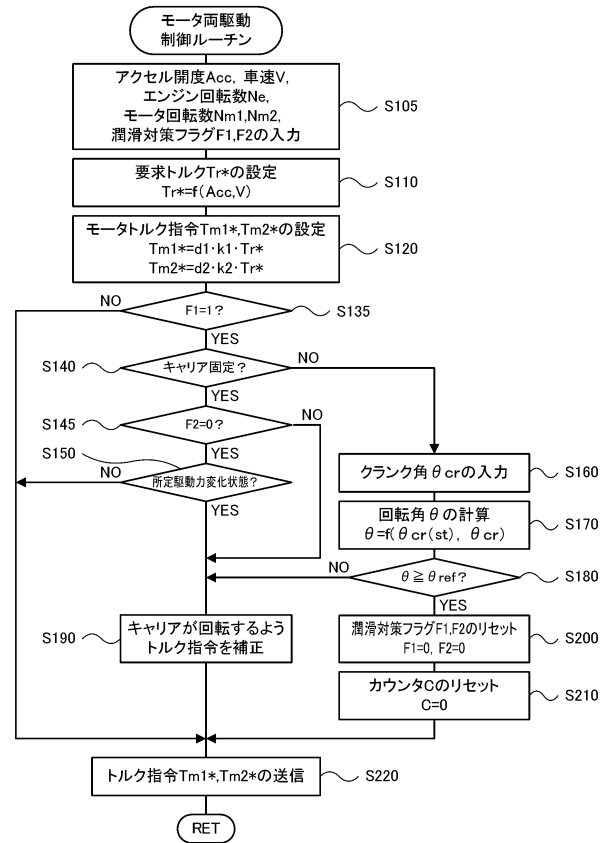 モータ両駆動
制御ルーチン
アクセル開度Acc, 車速V,
エンジン回転数Ne,
モータ回転数Nm1,Nm2,
潤滑対策フラグF1,F2の入力
S105
要求トルクTr*の設定
Tr*=f(Acc,V)
S110
モータトルク指令Tm1*,Tm2*の設定
Tm1*=d1・k1・Tr*
Tm2*=d2・k2・Tr*
S120
NO
F1=1?
S135
YES
S140
キャリア固定?
NO
YES
S145
F2=0?
NO
YES
S150
NO
所定駆動力変化状態?
YES
クランク角θcrの入力
S160
回転角θの計算
θ=f(θcr(st), θcr)
S170
NO
θ≧θref?
S180
YES
S190
キャリアが回転するよう
トルク指令を補正
潤滑対策フラグF1,F2のリセット
F1=0, F2=0
S200
カウンタCのリセット
C=0
S210
トルク指令Tm1*,Tm2*の送信
S220
RET